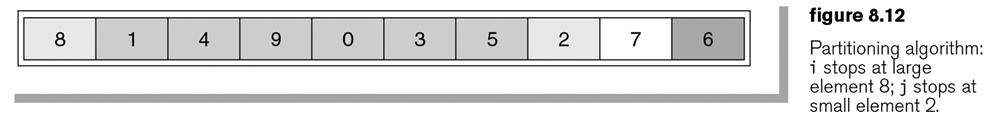 8 1 4 9 0 3 5 2 7 6
figure 8.12
Partitioning algorithm:
i stops at large
element 8; j stops at
small element 2.